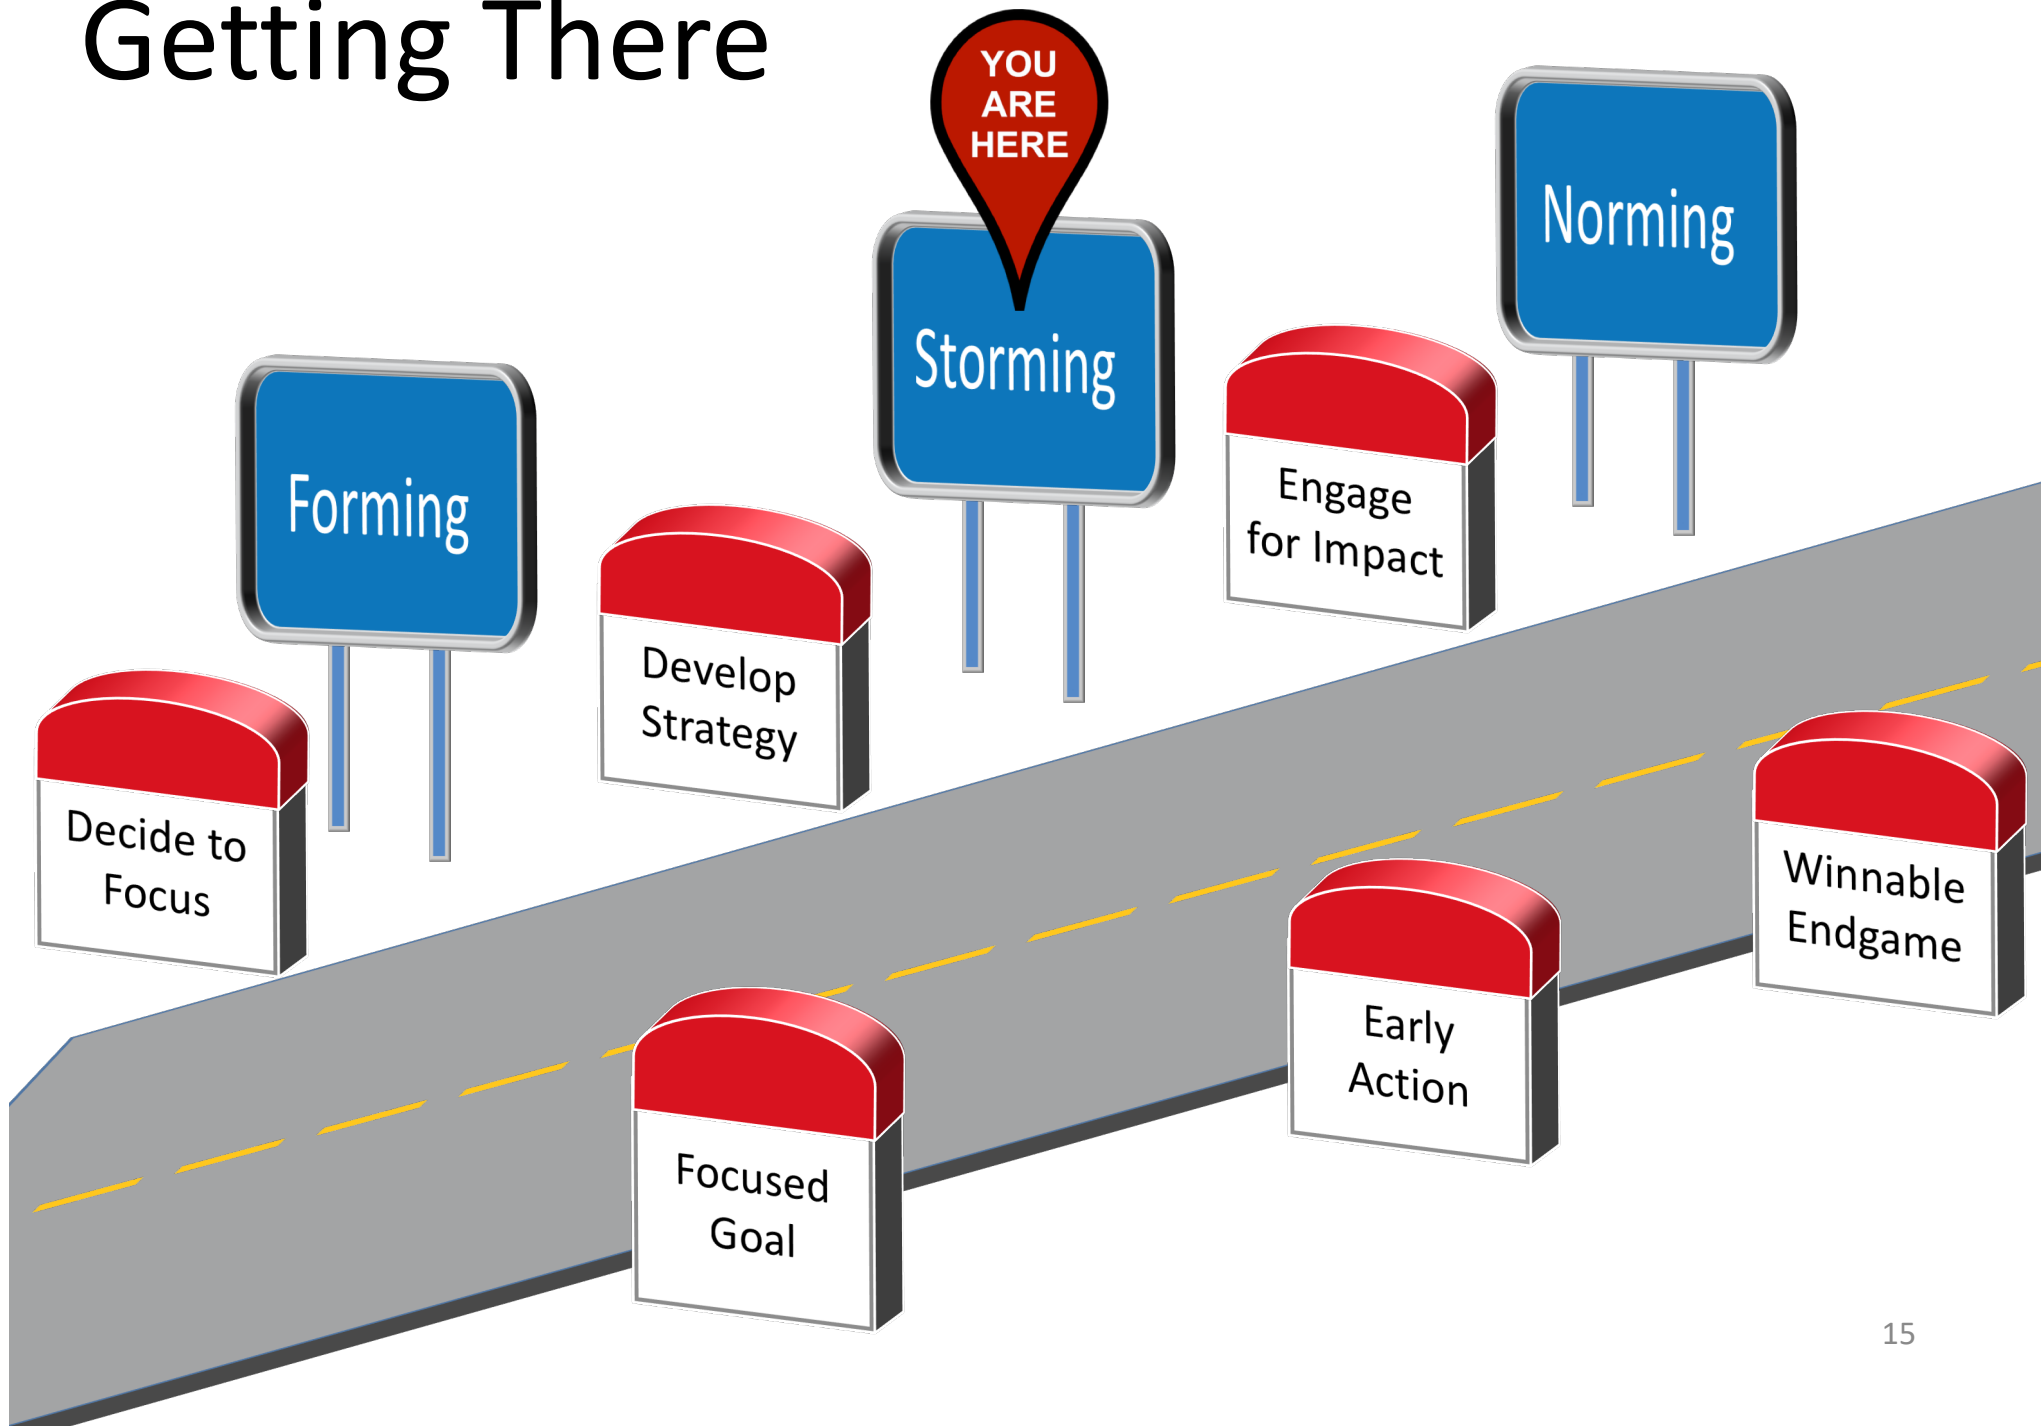 Getting There
YOU
ARE
HERE
Norming
Storming
Forming
Engage
for Impact
Develop
Strategy
Decide to
Focus
Winnable
Endgame
Early
Action
Focused
Goal
15